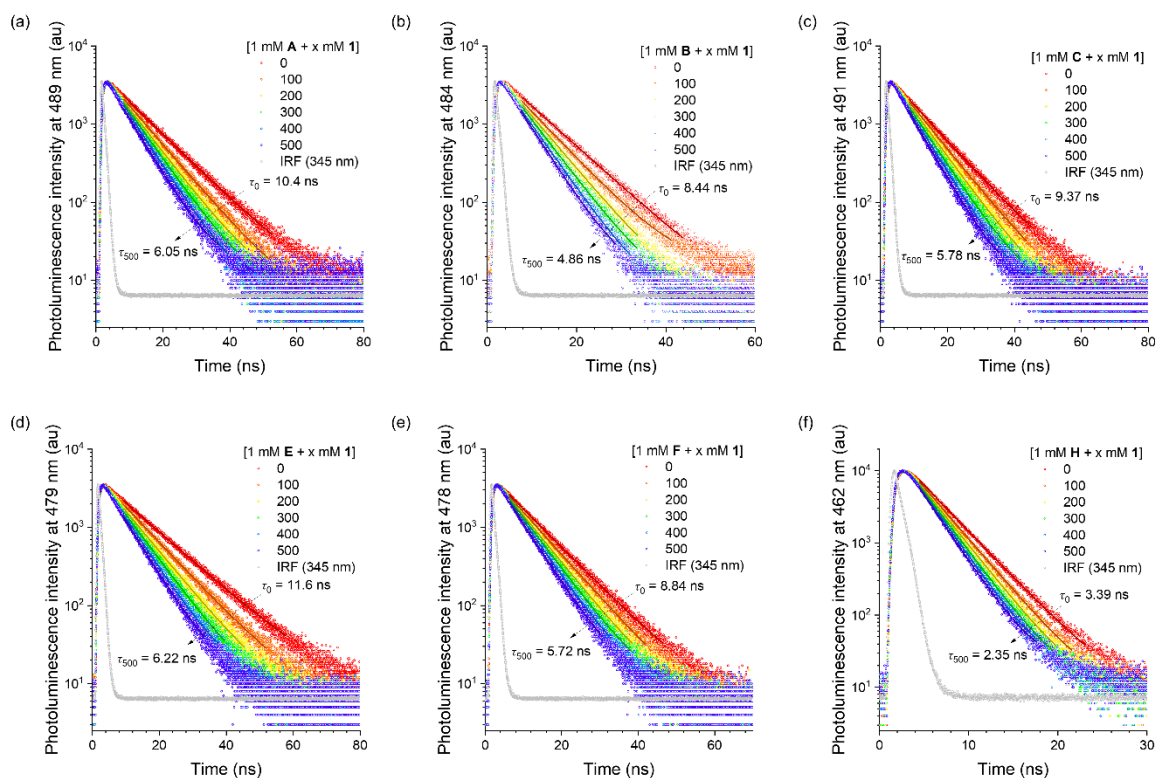 (a)
Photoluminescence intensity at 489 nm (au)
10⁴
10³
10²
10¹
[1 mM A + x mM 1]
0
100
200
300
400
500
IRF (345 nm)
τ₀ = 10.4 ns
τ₅₀₀ = 6.05 ns
0 20 40 60 80
Time (ns)
(b)
Photoluminescence intensity at 484 nm (au)
10⁴
10³
10²
10¹
[1 mM B + x mM 1]
0
100
200
300
400
500
IRF (345 nm)
τ₀ = 8.44 ns
τ₅₀₀ = 4.86 ns
0 20 40 60
Time (ns)
(c)
Photoluminescence intensity at 491 nm (au)
10⁴
10³
10²
10¹
[1 mM C + x mM 1]
0
100
200
300
400
500
IRF (345 nm)
τ₀ = 9.37 ns
τ₅₀₀ = 5.78 ns
0 20 40 60 80
Time (ns)
(d)
Photoluminescence intensity at 479 nm (au)
10⁴
10³
10²
10¹
[1 mM E + x mM 1]
0
100
200
300
400
500
IRF (345 nm)
τ₀ = 11.6 ns
τ₅₀₀ = 6.22 ns
0 20 40 60 80
Time (ns)
(e)
Photoluminescence intensity at 478 nm (au)
10⁴
10³
10²
10¹
[1 mM F + x mM 1]
0
100
200
300
400
500
IRF (345 nm)
τ₀ = 8.84 ns
τ₅₀₀ = 5.72 ns
0 20 40 60
Time (ns)
(f)
Photoluminescence intensity at 462 nm (au)
10⁴
10³
10²
10¹
[1 mM H + x mM 1]
0
100
200
300
400
500
IRF (345 nm)
τ₀ = 3.39 ns
τ₅₀₀ = 2.35 ns
0 10 20 30
Time (ns)